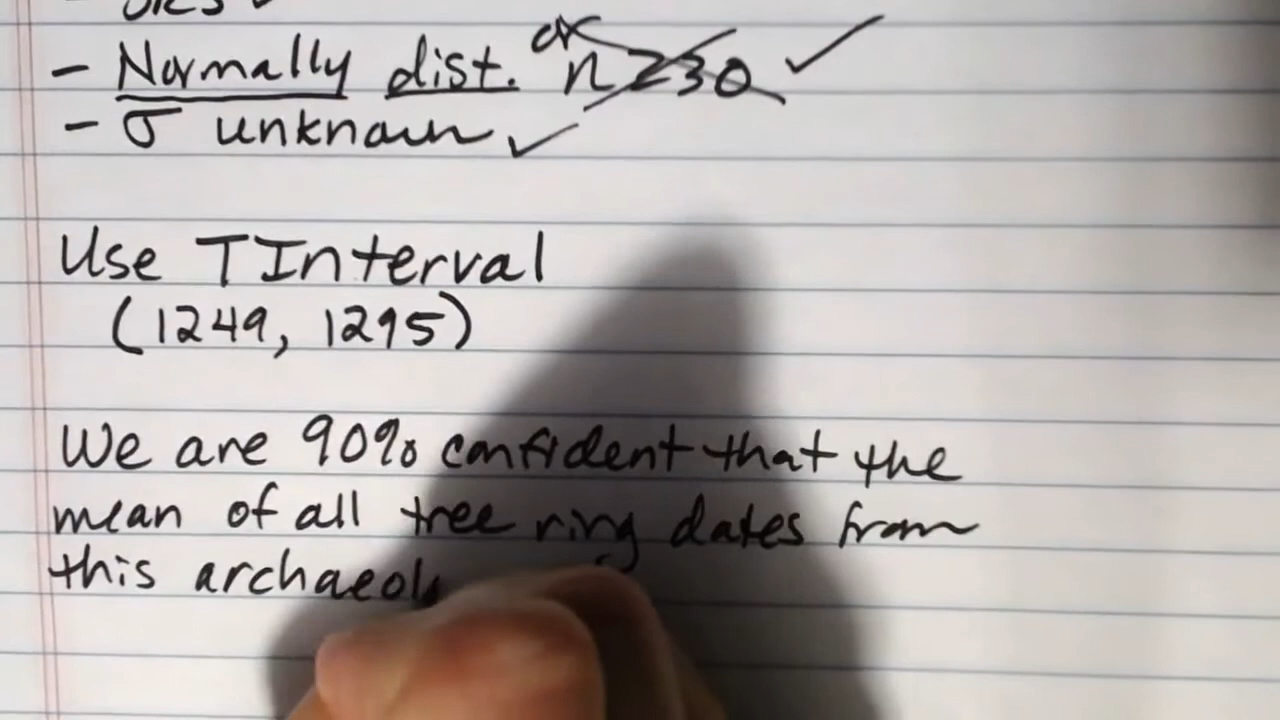 - Normally dist. or n ≥ 30 ✓
- σ unknown ✓
Use TInterval
(1249, 1295)
We are 90% confident that the
mean of all tree ring dates from
this archaeol